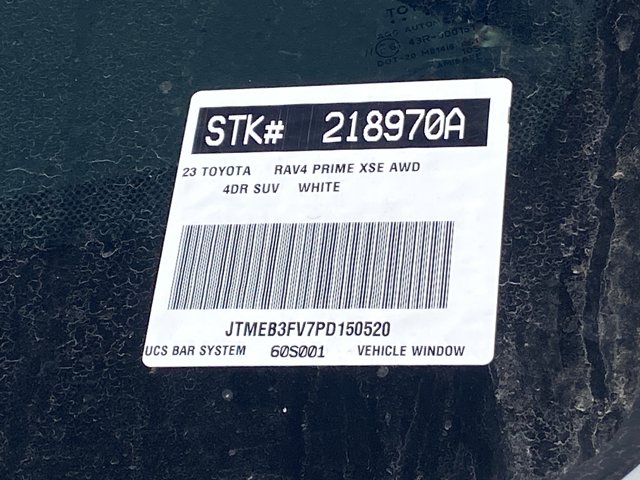 STK# 218970A
23 TOYOTA RAV4 PRIME XSE AWD
4DR SUV WHITE
JTMEB3FV7PD150520
UCS BAR SYSTEM 60S001 VEHICLE WINDOW